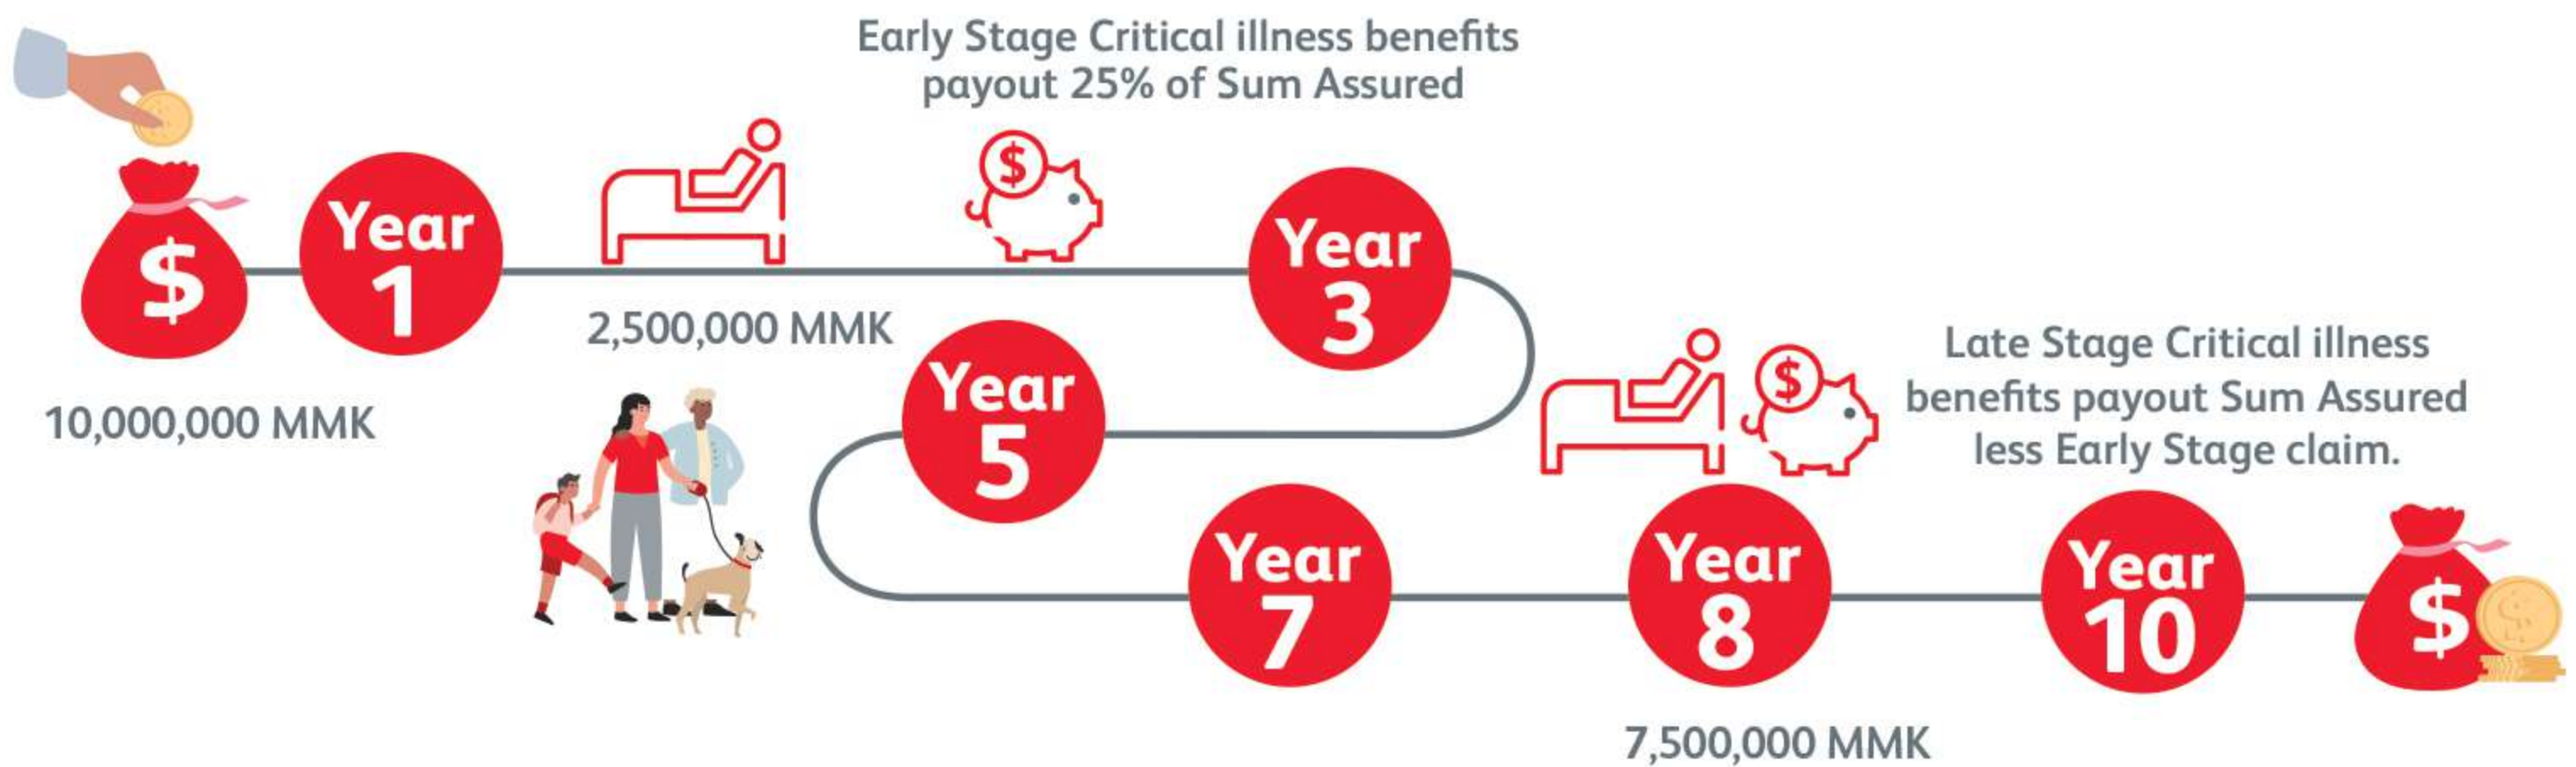 Early Stage Critical illness benefits
payout 25% of Sum Assured
$
$
Year
1
Year
3
10,000,000 MMK
2,500,000 MMK
Year
5
$
Late Stage Critical illness
benefits payout Sum Assured
less Early Stage claim.
Year
7
Year
8
Year
10
$
7,500,000 MMK